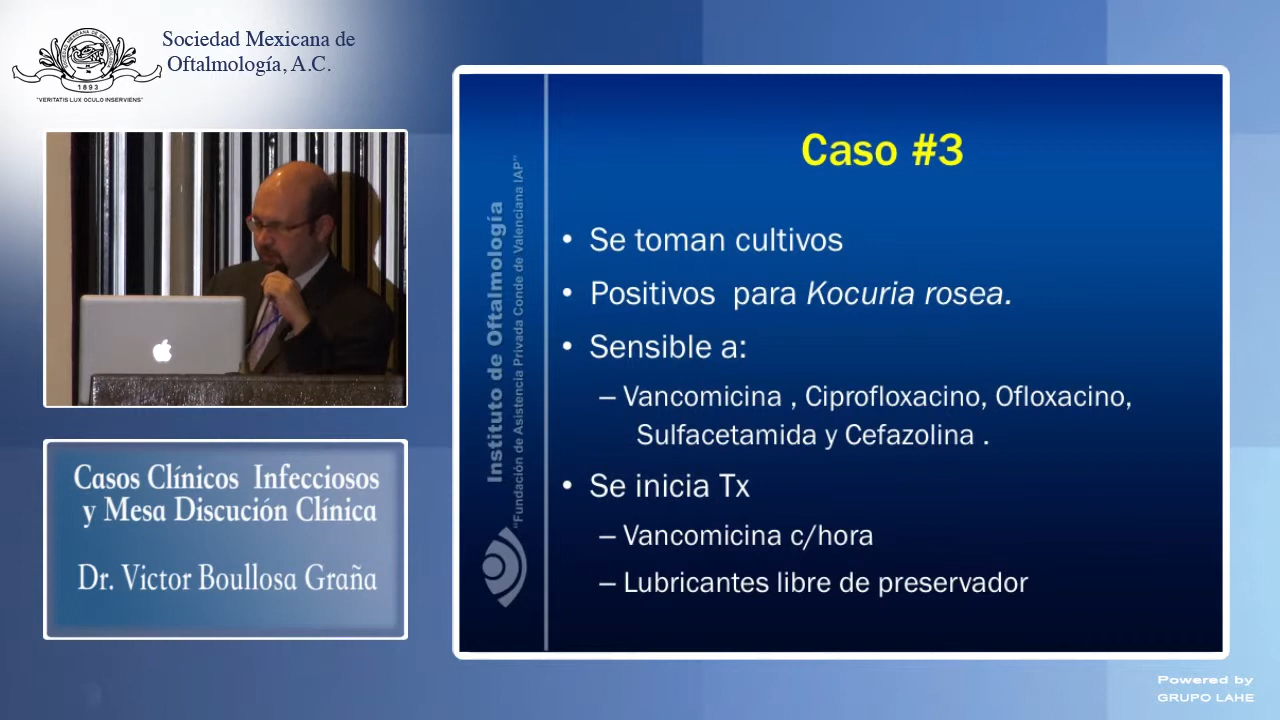 Sociedad Mexicana de
Oftalmología, A.C.
1893
"VERITATIS LUX OCULO INSERVIENS"
Casos Clínicos Infecciosos
y Mesa Discución Clínica
Dr. Victor Boullosa Graña
Instituto de Oftalmología
"Fundación de Asistencia Privada Conde de Valenciana IAP"
Caso #3
• Se toman cultivos
• Positivos para Kocuria rosea.
• Sensible a:
– Vancomicina , Ciprofloxacino, Ofloxacino,
Sulfacetamida y Cefazolina .
• Se inicia Tx
– Vancomicina c/hora
– Lubricantes libre de preservador
Powered by
GRUPO LAHE